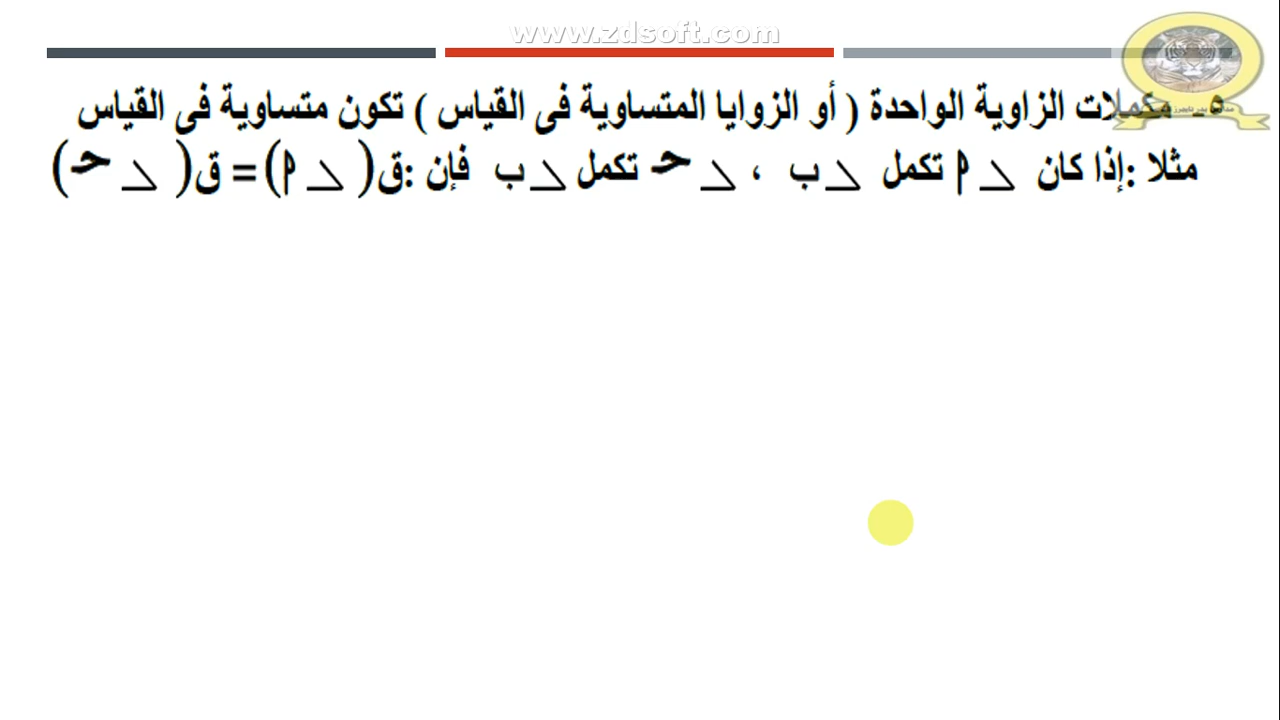 www.zdsoft.com
٥- مكملات الزاوية الواحدة ( أو الزوايا المتساوية فى القياس ) تكون متساوية فى القياس
مثلا :إذا كان ∠ م تكمل ∠ ب ، ∠ حـ تكمل ∠ ب فإن :ق( ∠ م) = ق( ∠ حـ)